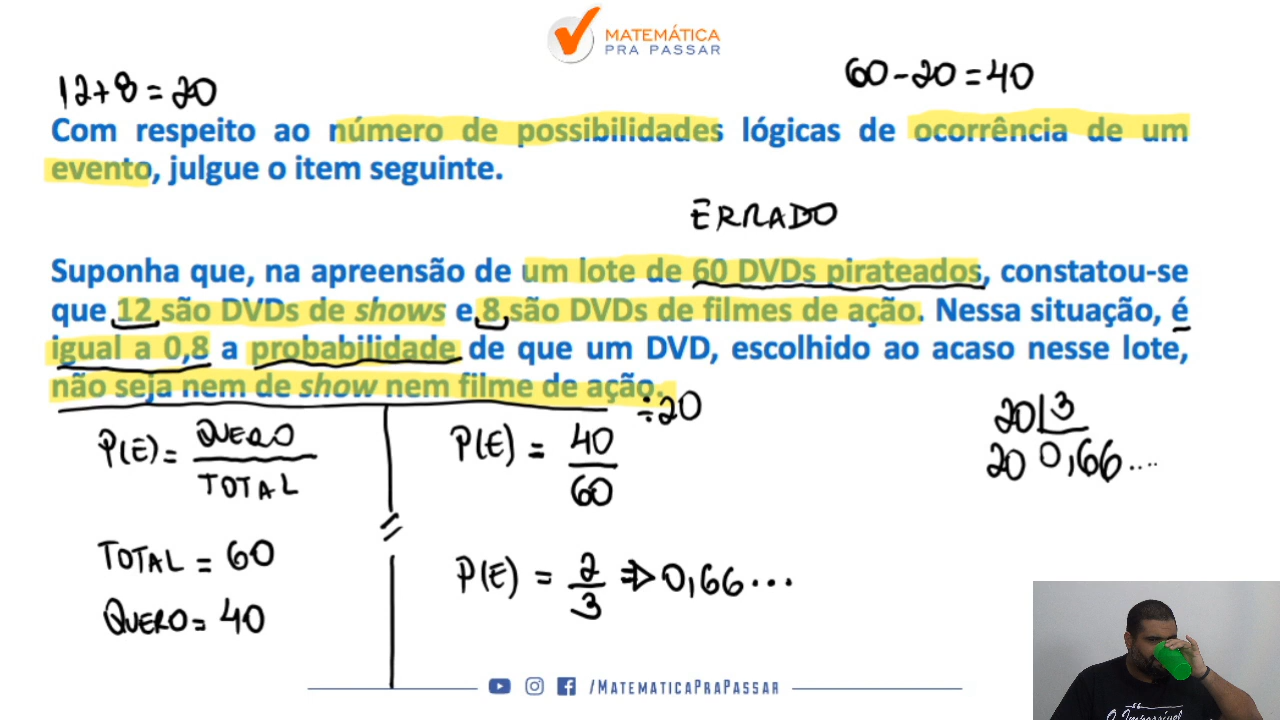 MATEMÁTICA
PRA PASSAR
12+8=20
60-20=40
Com respeito ao número de possibilidades lógicas de ocorrência de um
evento, julgue o item seguinte.
ERRADO
Suponha que, na apreensão de um lote de 60 DVDs pirateados, constatou-se
que 12 são DVDs de shows e 8 são DVDs de filmes de ação. Nessa situação, é
igual a 0,8 a probabilidade de que um DVD, escolhido ao acaso nesse lote,
não seja nem de show nem filme de ação.
P(E)= QUERO
TOTAL
TOTAL = 60
QUERO = 40
P(E) = 40
60
÷20
P(E) = 2
3
⇒ 0,66...
20 3
20 0,66....
/MATEMATICAPRAPASSAR
O Impossível